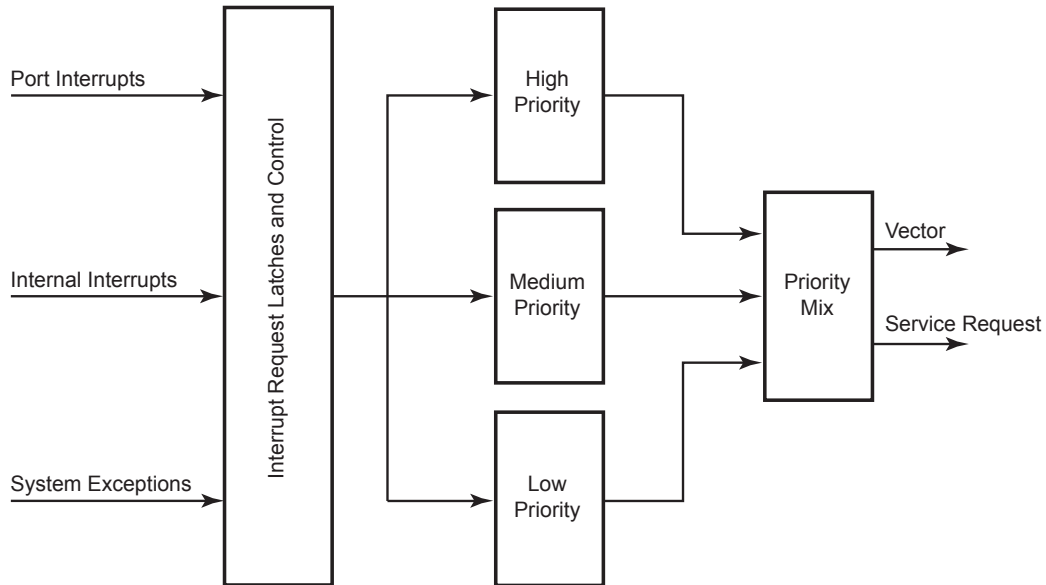 Port Interrupts
Internal Interrupts
System Exceptions
Interrupt Request Latches and Control
High
Priority
Medium
Priority
Low
Priority
Priority
Mix
Vector
Service Request